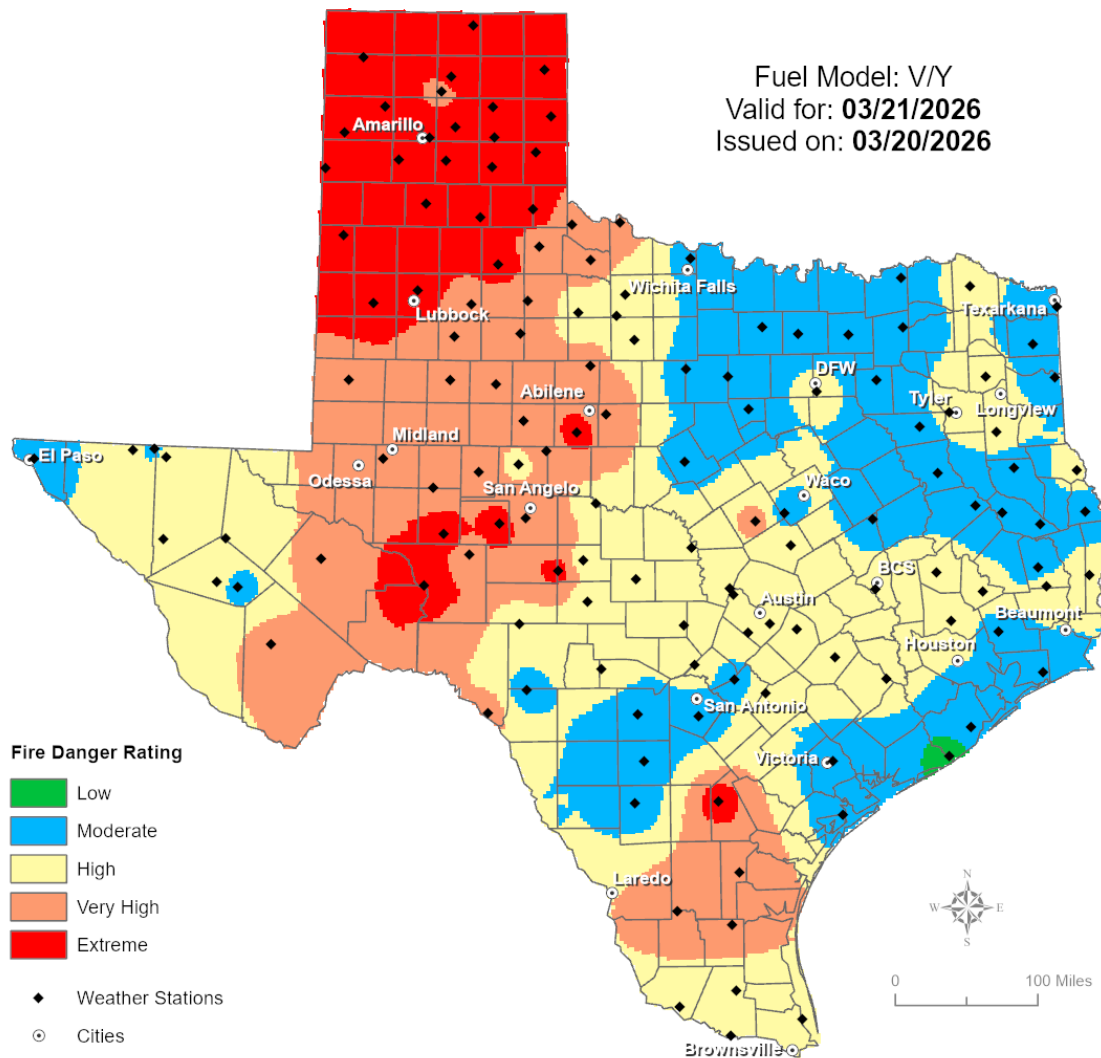 Fuel Model: V/Y
Valid for: 03/21/2026
Issued on: 03/20/2026
Amarillo
Wichita Falls
Lubbock
Texarkana
DFW
Abilene
Tyler
Longview
Midland
El Paso
Odessa
San Angelo
Waco
BCS
Austin
Beaumont
Houston
San Antonio
Victoria
Laredo
Brownsville
Fire Danger Rating
Low
Moderate
High
Very High
Extreme
Weather Stations
Cities
N
W E
S
0 100 Miles